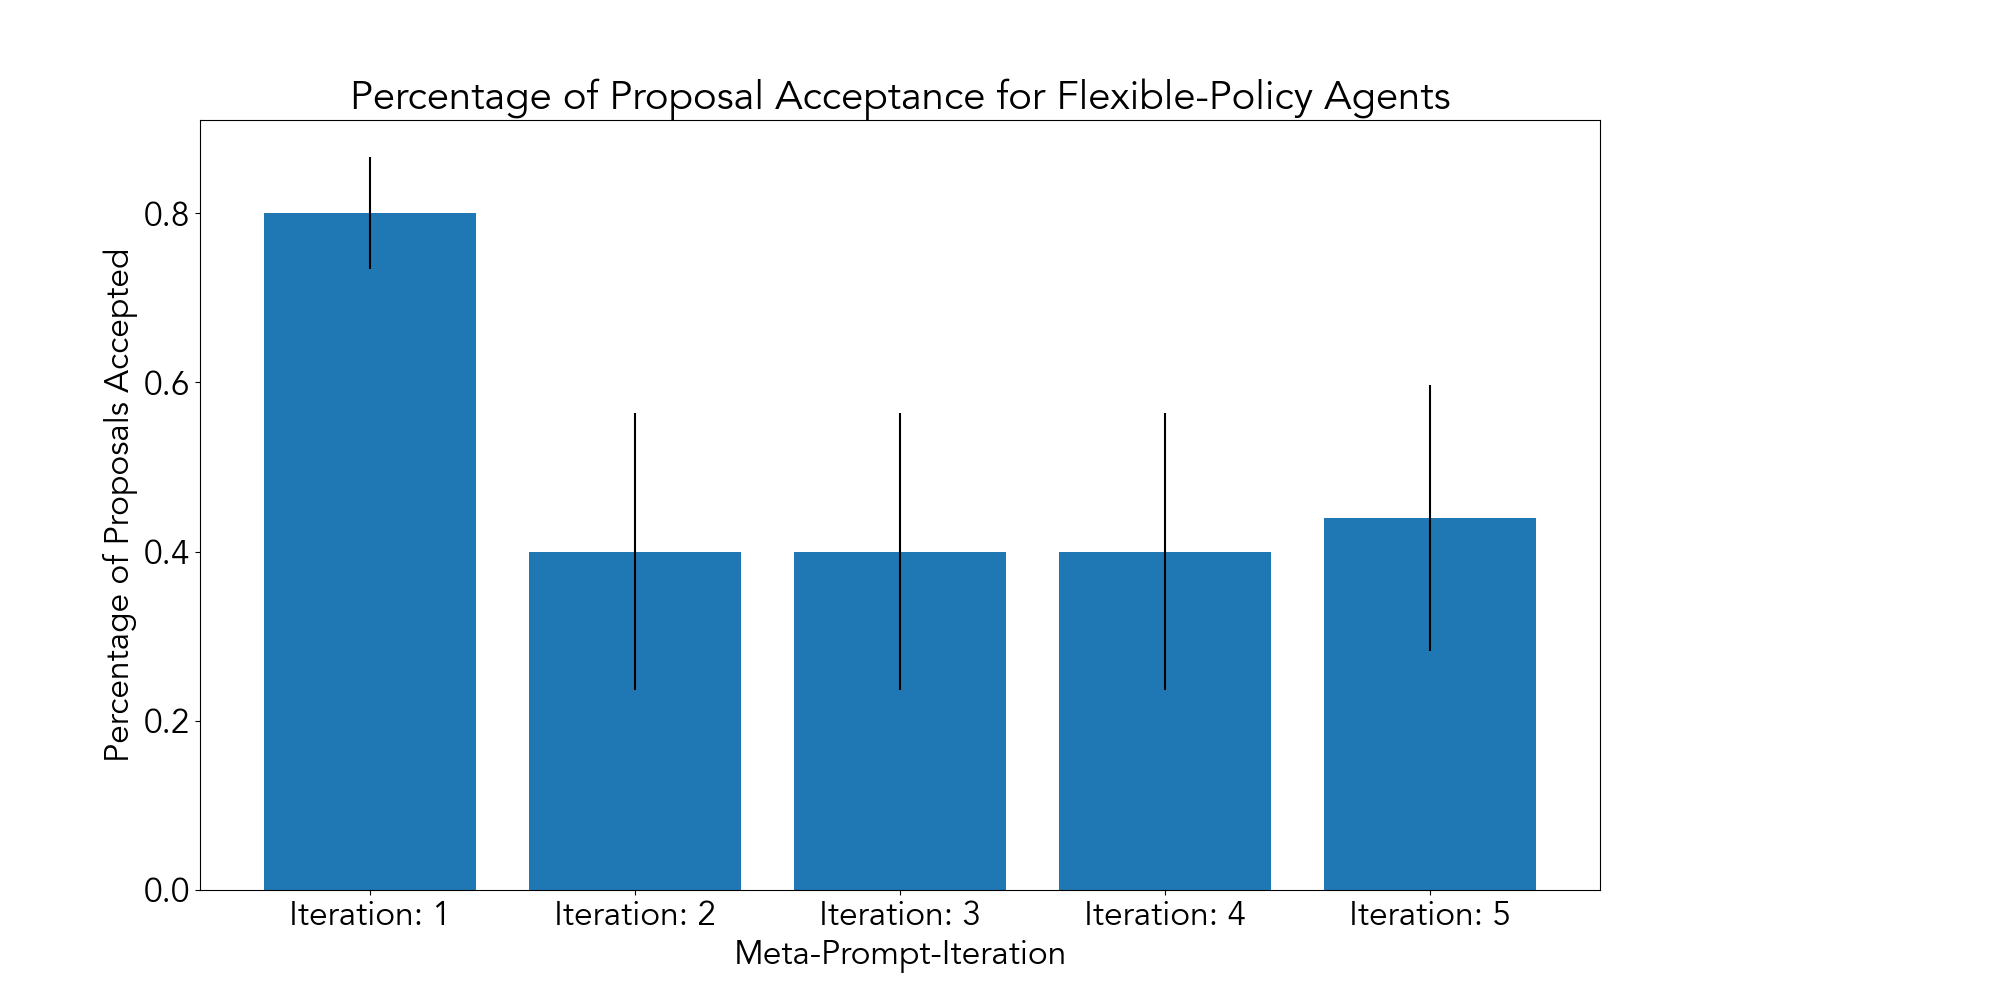 Percentage of Proposal Acceptance for Flexible-Policy Agents
Percentage of Proposals Accepted
0.8
0.6
0.4
0.2
0.0
Iteration: 1
Iteration: 2
Iteration: 3
Iteration: 4
Iteration: 5
Meta-Prompt-Iteration